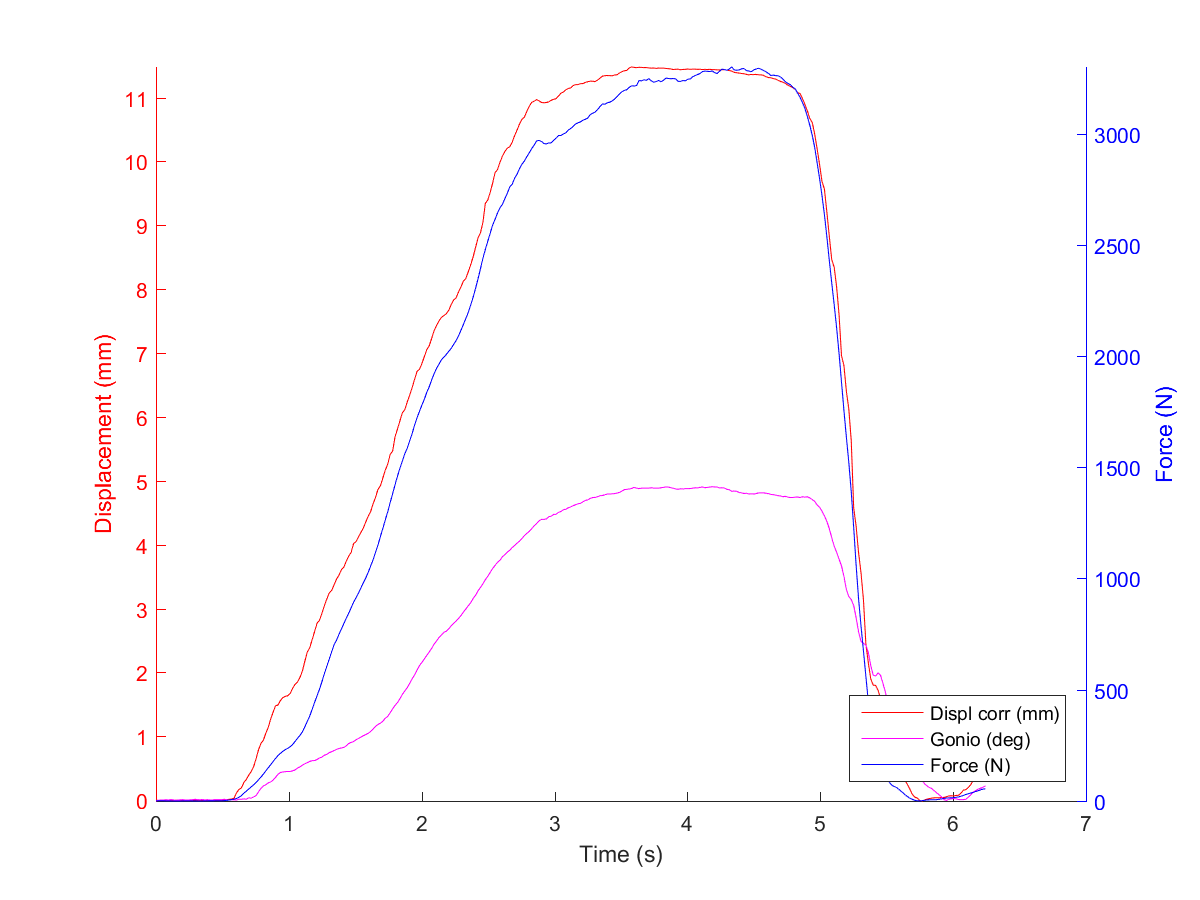 11
10
9
8
7
6
5
4
3
2
1
0
Displacement (mm)
3000
2500
2000
1500
1000
500
0
Force (N)
Displ corr (mm)
Gonio (deg)
Force (N)
0 1 2 3 4 5 6 7
Time (s)